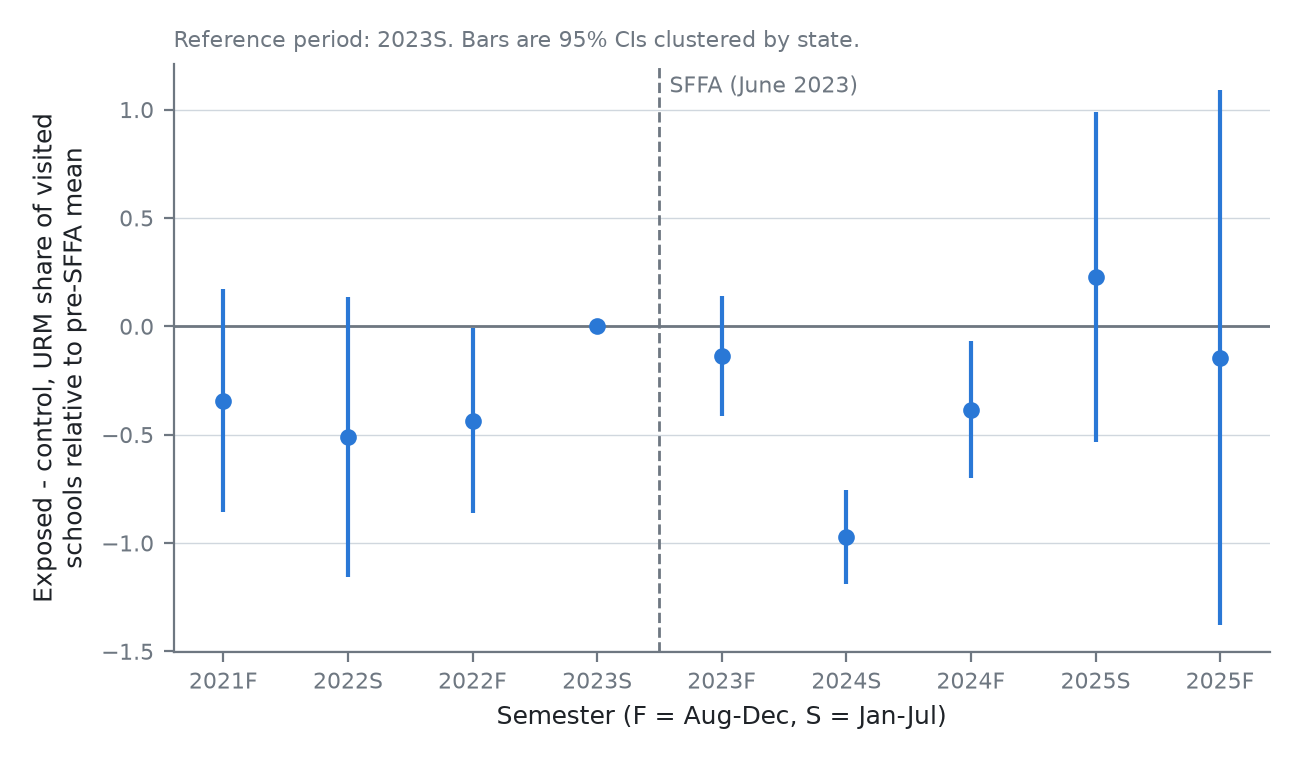 Reference period: 2023S. Bars are 95% CIs clustered by state.
SFFA (June 2023)
Exposed - control, URM share of visited
schools relative to pre-SFFA mean
1.0
0.5
0.0
−0.5
−1.0
−1.5
2021F 2022S 2022F 2023S 2023F 2024S 2024F 2025S 2025F
Semester (F = Aug-Dec, S = Jan-Jul)